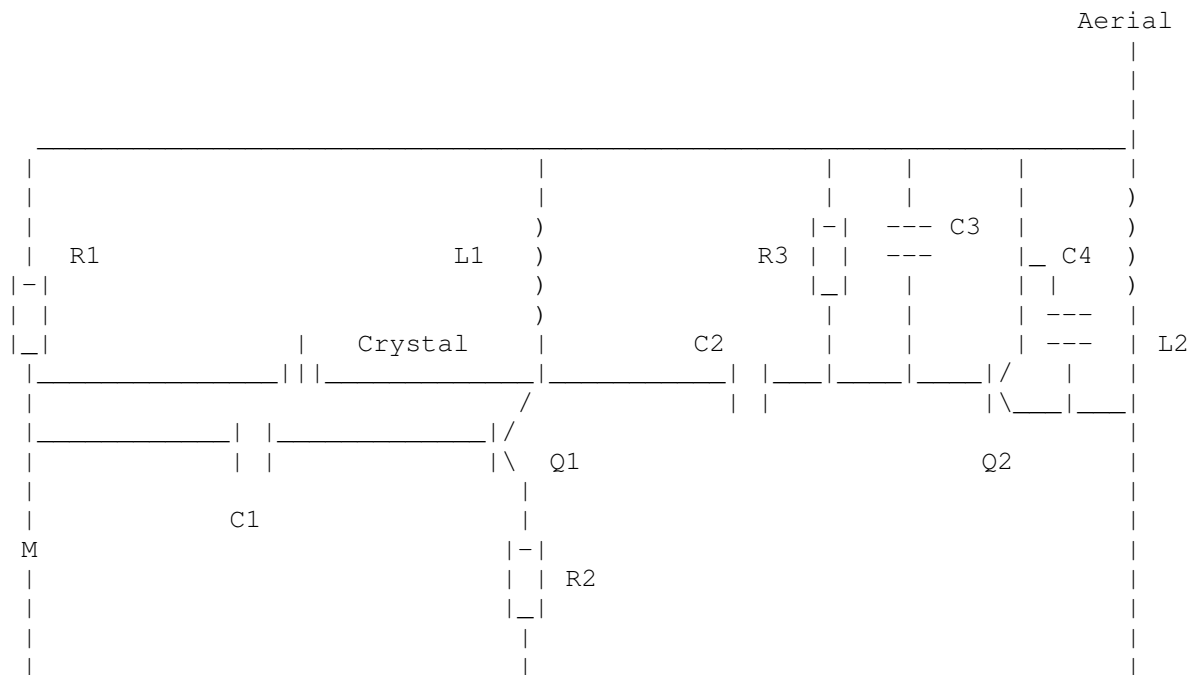 Aerial
C3
R1 L1 R3 C4
Crystal C2 L2
Q1 Q2
C1
M
R2